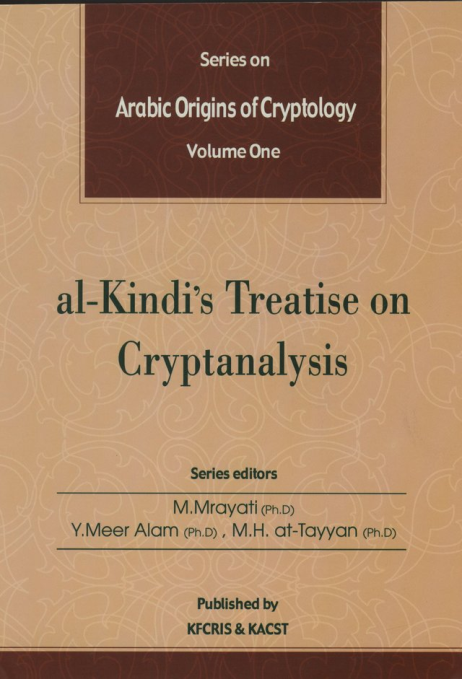 Series on
Arabic Origins of Cryptology
Volume One
al-Kindi's Treatise on
Cryptanalysis
Series editors
M.Mrayati (Ph.D)
Y.Meer Alam (Ph.D) , M.H. at-Tayyan (Ph.D)
Published by
KFCRIS & KACST